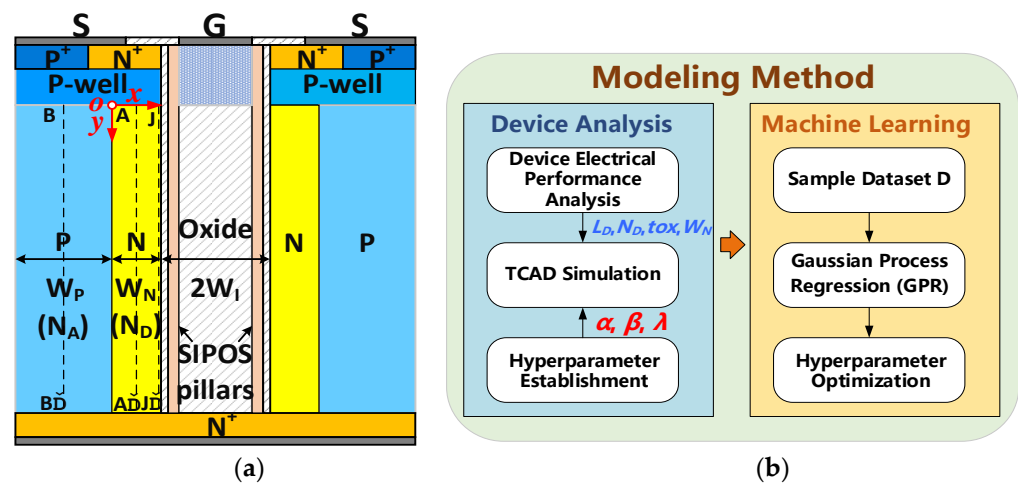 S G S
P+ N+ N+ P+
P-well P-well
o x
y
B A J
Oxide
P N N P
WP WN 2WI
(NA) (ND)
SIPOS
pillars
BD AD JD
N+
(a)
Modeling Method
Device Analysis
Device Electrical
Performance
Analysis
LD, ND, tox, WN
TCAD Simulation
α, β, λ
Hyperparameter
Establishment
Machine Learning
Sample Dataset D
Gaussian Process
Regression (GPR)
Hyperparameter
Optimization
(b)